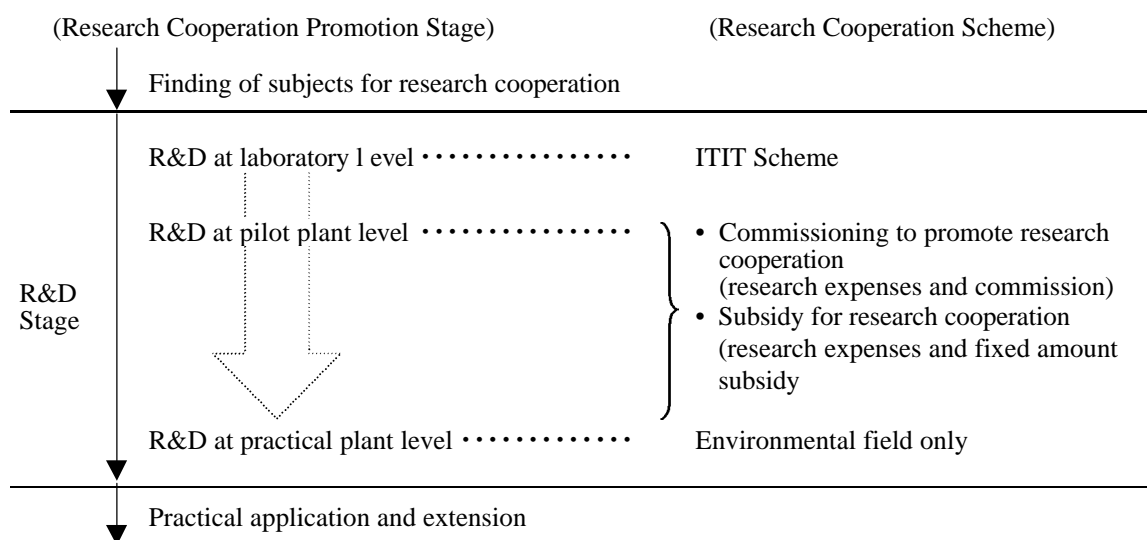 (Research Cooperation Promotion Stage) (Research Cooperation Scheme)
Finding of subjects for research cooperation
R&D at laboratory l evel ・・・・・・・・・・・・・・・ ITIT Scheme
R&D at pilot plant level ・・・・・・・・・・・・・・・
• Commissioning to promote research
cooperation
(research expenses and commission)
• Subsidy for research cooperation
(research expenses and fixed amount
subsidy
R&D
Stage
R&D at practical plant level ・・・・・・・・・・・・・ Environmental field only
Practical application and extension